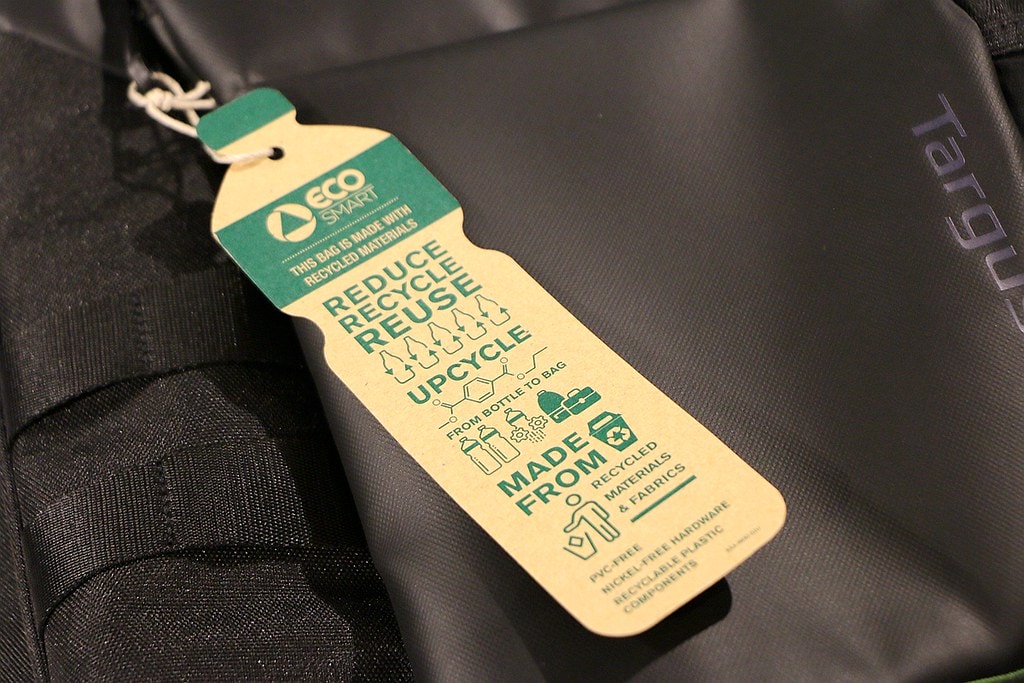 ECO
SMART
THIS BAG IS MADE WITH
RECYCLED MATERIALS
REDUCE
RECYCLE
REUSE
UPCYCLE
FROM BOTTLE TO BAG
MADE
FROM
RECYCLED
MATERIALS
& FABRICS
PVC-FREE
NICKEL-FREE HARDWARE
RECYCLABLE PLASTIC
COMPONENTS
Targu